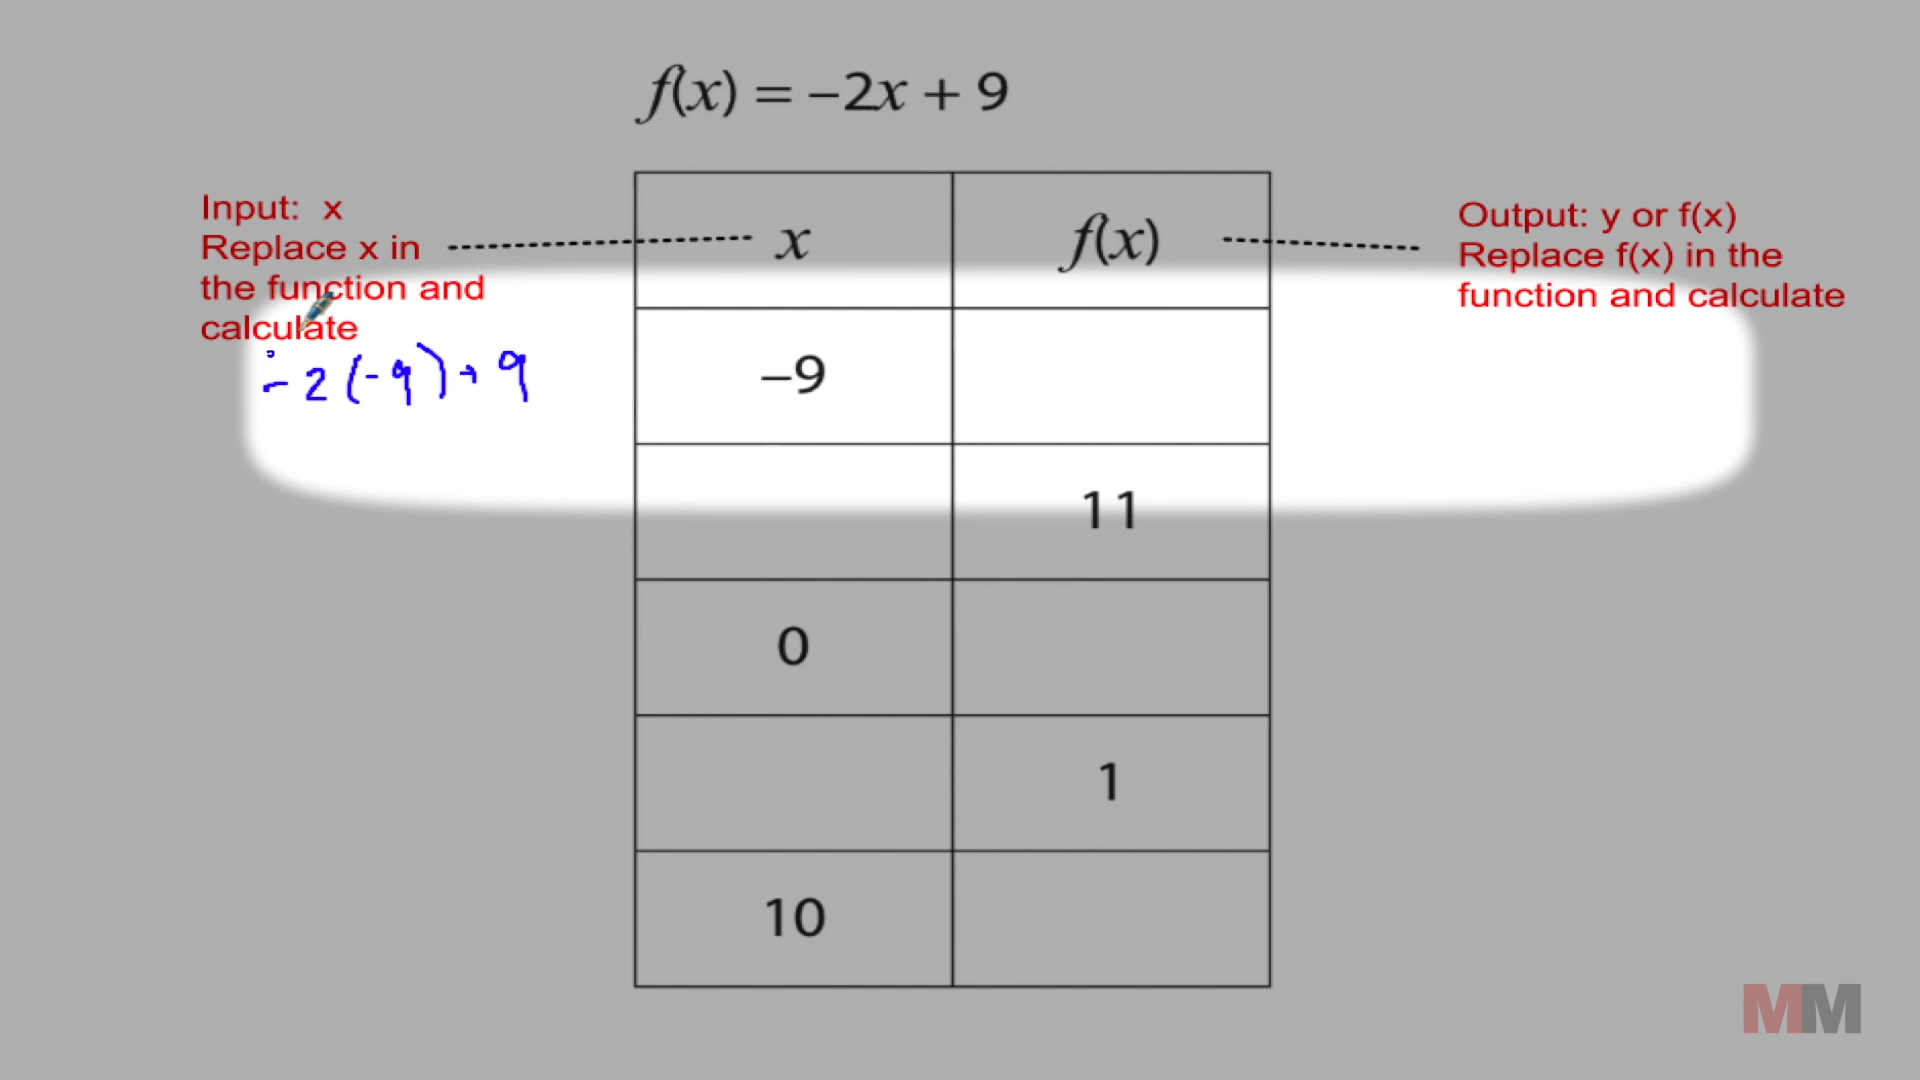 f(x) = –2x + 9
Input: x
Replace x in
the function and
calculate
x
f(x)
Output: y or f(x)
Replace f(x) in the
function and calculate
-2(-9)+9
–9
11
0
1
10
MM